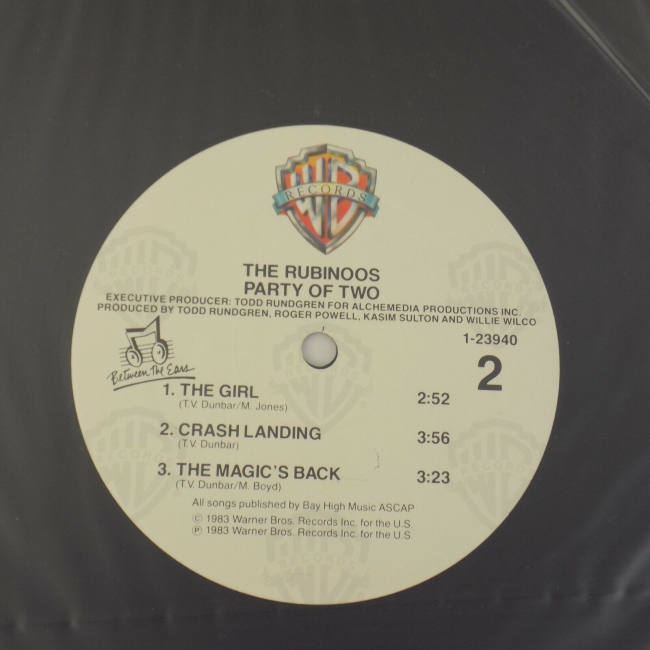 WB
RECORDS
THE RUBINOOS
PARTY OF TWO
EXECUTIVE PRODUCER: TODD RUNDGREN FOR ALCHEMEDIA PRODUCTIONS INC.
PRODUCED BY TODD RUNDGREN, ROGER POWELL, KASIM SULTON AND WILLIE WILCO
1-23940
2
Between The Ears
1. THE GIRL 2:52
(T.V. Dunbar/M. Jones)
2. CRASH LANDING 3:56
(T.V. Dunbar)
3. THE MAGIC'S BACK 3:23
(T.V. Dunbar/M. Boyd)
All songs published by Bay High Music ASCAP
© 1983 Warner Bros. Records Inc. for the U.S.
℗ 1983 Warner Bros. Records Inc. for the U.S.